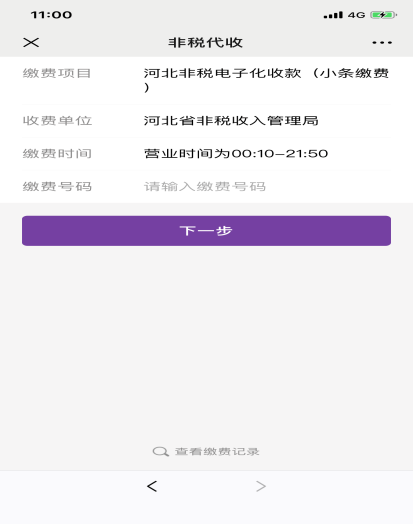 11:00
4G
非税代收
缴费项目 河北非税电子化收款（小条缴费
）
收费单位 河北省非税收入管理局
缴费时间 营业时间为00:10-21:50
缴费号码 请输入缴费号码
下一步
查看缴费记录